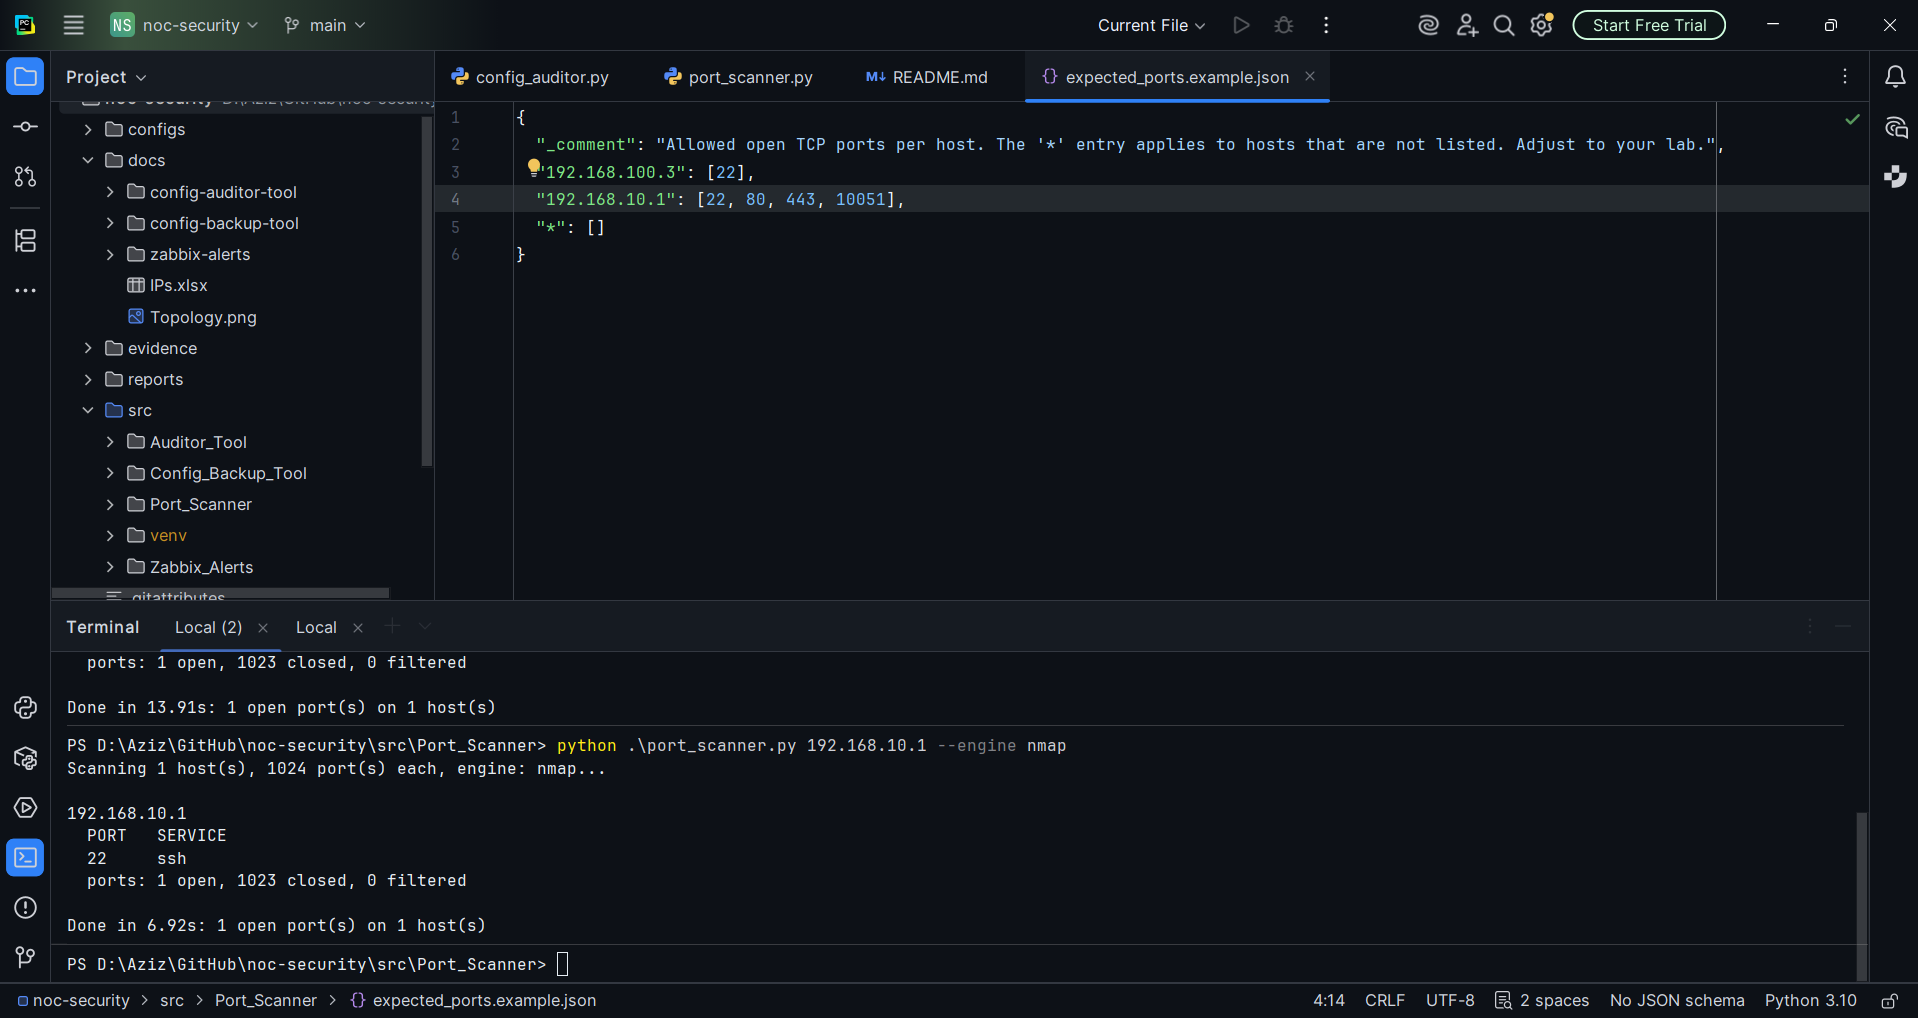 PC
NS noc-security main Current File Start Free Trial
Project
config_auditor.py port_scanner.py M↓ README.md {} expected_ports.example.json
noc-security D:\Aziz\GitHub\noc-security
configs
docs
config-auditor-tool
config-backup-tool
zabbix-alerts
IPs.xlsx
Topology.png
evidence
reports
src
Auditor_Tool
Config_Backup_Tool
Port_Scanner
venv
Zabbix_Alerts
.gitattributes
1 {
2 "_comment": "Allowed open TCP ports per host. The '*' entry applies to hosts that are not listed. Adjust to your lab.",
3 "192.168.100.3": [22],
4 "192.168.10.1": [22, 80, 443, 10051],
5 "*": []
6 }
Terminal Local (2) Local
ports: 1 open, 1023 closed, 0 filtered
Done in 13.91s: 1 open port(s) on 1 host(s)
PS D:\Aziz\GitHub\noc-security\src\Port_Scanner> python .\port_scanner.py 192.168.10.1 --engine nmap
Scanning 1 host(s), 1024 port(s) each, engine: nmap...
192.168.10.1
PORT SERVICE
22 ssh
ports: 1 open, 1023 closed, 0 filtered
Done in 6.92s: 1 open port(s) on 1 host(s)
PS D:\Aziz\GitHub\noc-security\src\Port_Scanner>
noc-security > src > Port_Scanner > {} expected_ports.example.json 4:14 CRLF UTF-8 2 spaces No JSON schema Python 3.10